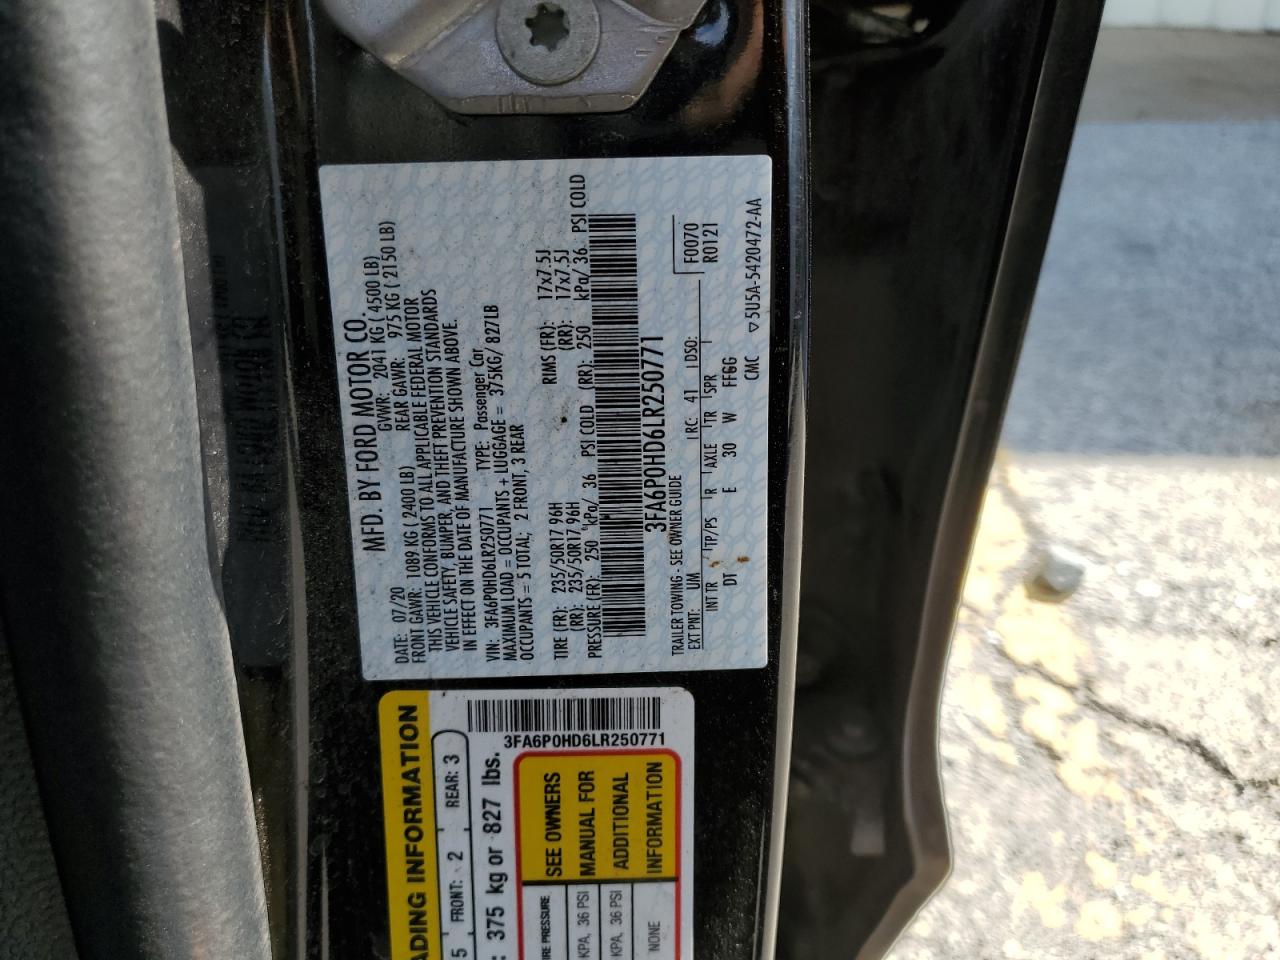 MFD. BY FORD MOTOR CO.
DATE: 07/20 GVWR: 2041 KG ( 4500 LB)
FRONT GAWR: 1089 KG ( 2400 LB) REAR GAWR: 975 KG ( 2150 LB)
THIS VEHICLE CONFORMS TO ALL APPLICABLE FEDERAL MOTOR
VEHICLE SAFETY, BUMPER, AND THEFT PREVENTION STANDARDS
IN EFFECT ON THE DATE OF MANUFACTURE SHOWN ABOVE.
VIN: 3FA6P0HD6LR250771 TYPE: Passenger Car
MAXIMUM LOAD = OCCUPANTS + LUGGAGE = 375KG/ 827LB
OCCUPANTS = 5 TOTAL; 2 FRONT, 3 REAR
TIRE (FR): 235/50R17 96H RIMS (FR): 17x7.5J
(RR): 235/50R17 96H (RR): 17x7.5J
PRESSURE (FR): 250 kPa/ 36 PSI COLD (RR): 250 kPa/ 36 PSI COLD
3FA6P0HD6LR250771
TRAILER TOWING - SEE OWNER GUIDE F0070
EXT PNT: UM RC: 41 DSO: R0121
INT TR TP/PS R AXLE TR SPR
DT E 30 W FF6G
CMC ▽5U5A-5420472-AA
ADING INFORMATION
5 FRONT: 2 REAR: 3
: 375 kg or 827 lbs.
3FA6P0HD6LR250771
RE PRESSURE
KPA, 36 PSI
KPA, 36 PSI
NONE
SEE OWNERS
MANUAL FOR
ADDITIONAL
INFORMATION